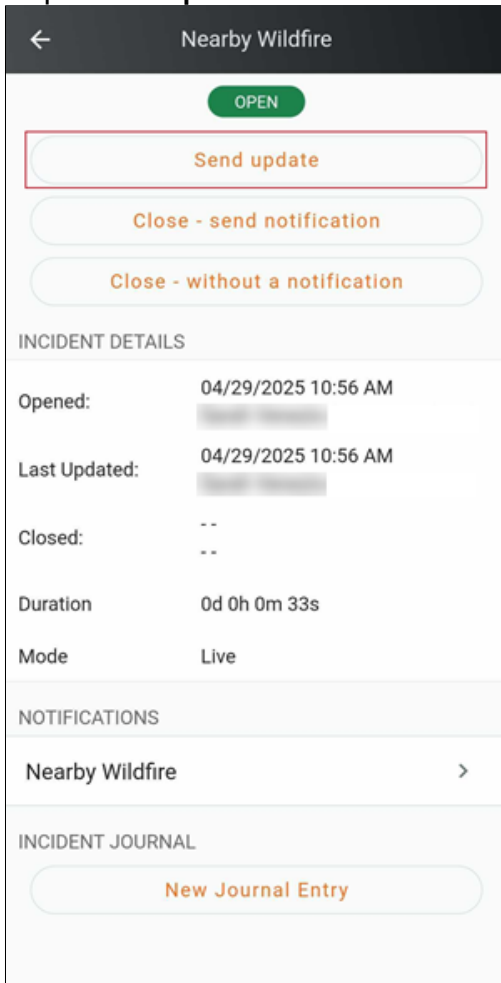 Nearby Wildfire
OPEN
Send update
Close - send notification
Close - without a notification
INCIDENT DETAILS
Opened: 04/29/2025 10:56 AM
Last Updated: 04/29/2025 10:56 AM
Closed: - -
- -
Duration 0d 0h 0m 33s
Mode Live
NOTIFICATIONS
Nearby Wildfire
INCIDENT JOURNAL
New Journal Entry